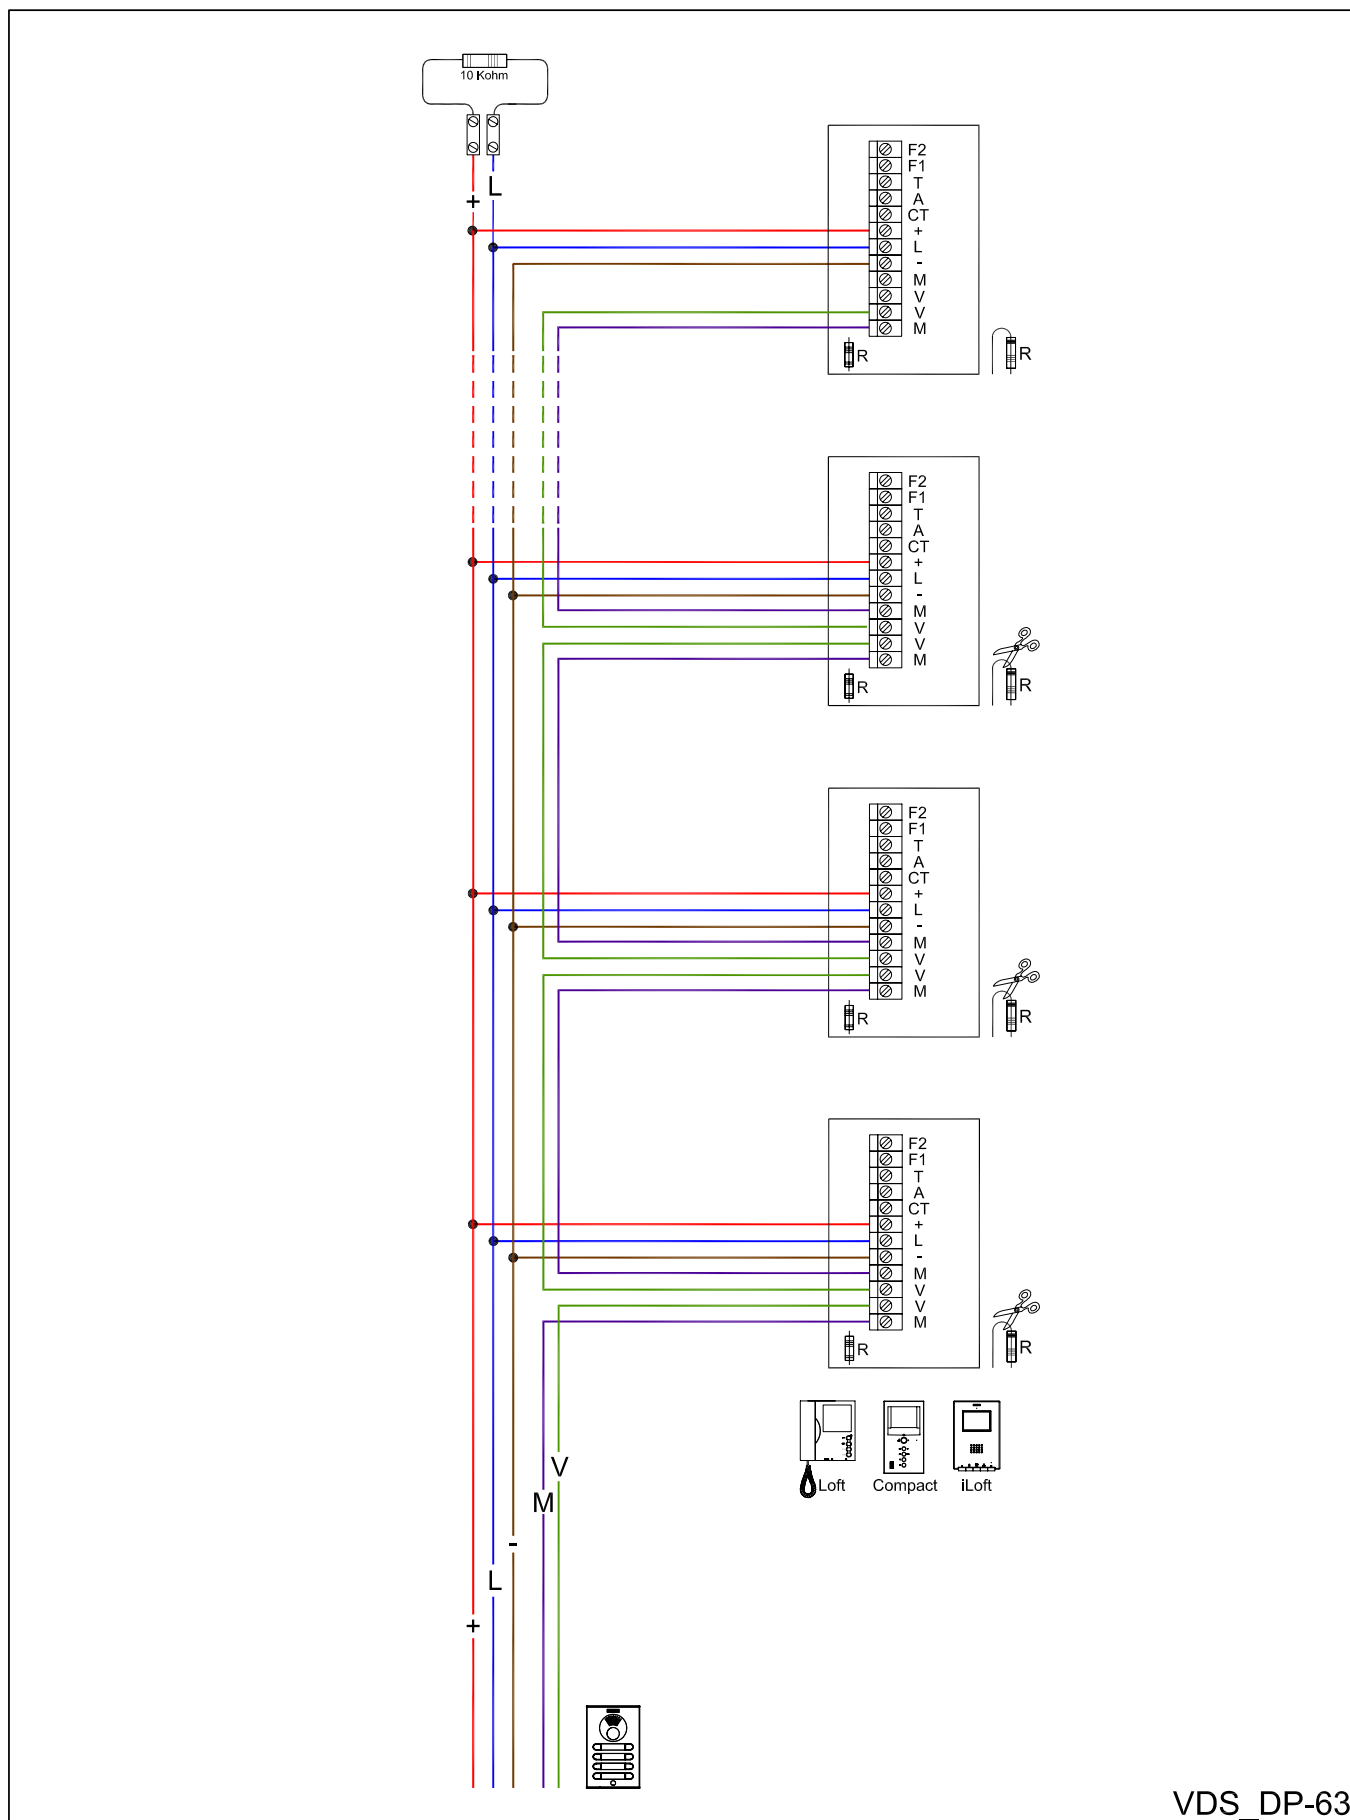 10 Kohm
L
+
F2
F1
T
A
CT
+
L
-
M
V
V
M
R
R
F2
F1
T
A
CT
+
L
-
M
V
V
M
R
R
F2
F1
T
A
CT
+
L
-
M
V
V
M
R
R
F2
F1
T
A
CT
+
L
-
M
V
V
M
R
R
Loft
Compact
iLoft
V
M
-
L
+
VDS_DP-63